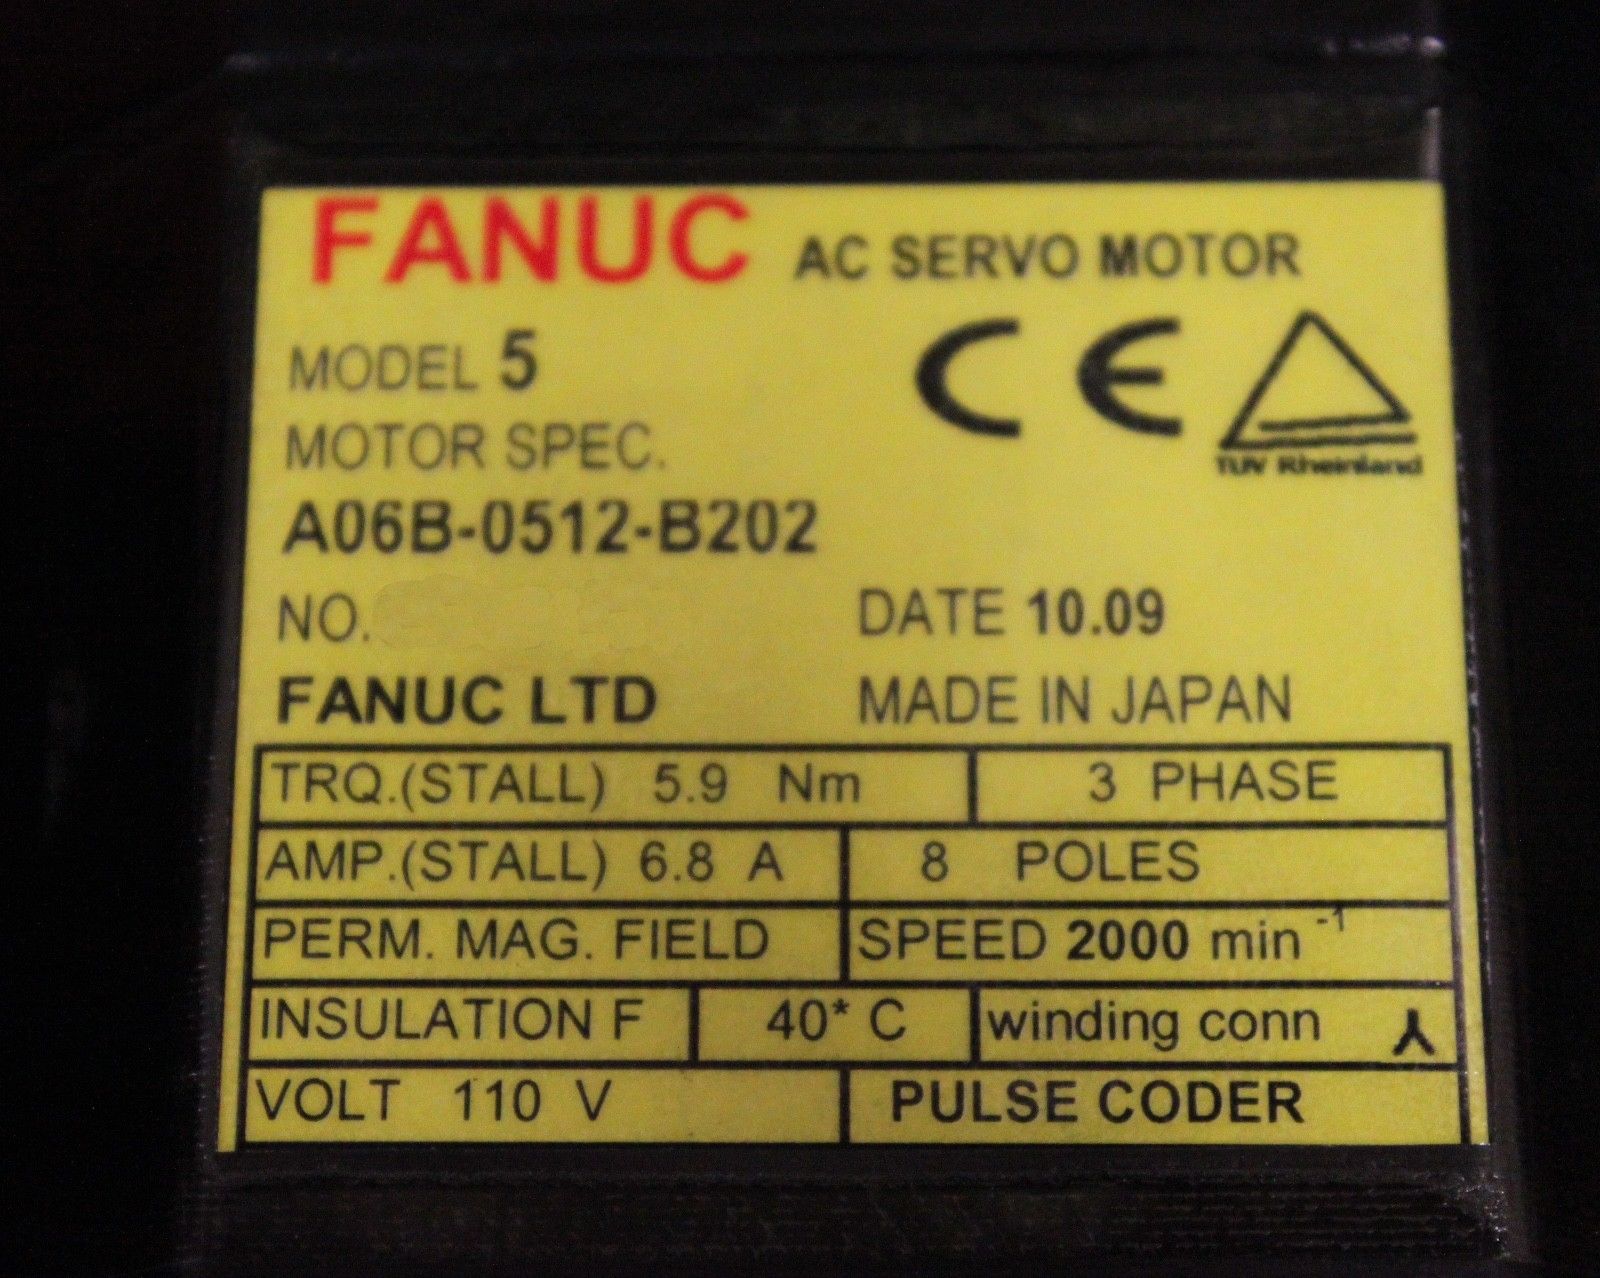 FANUC AC SERVO MOTOR
MODEL 5
CE
MOTOR SPEC.
TUV Rheinland
A06B-0512-B202
NO. DATE 10.09
FANUC LTD MADE IN JAPAN
TRQ.(STALL) 5.9 Nm 3 PHASE
AMP.(STALL) 6.8 A 8 POLES
PERM. MAG. FIELD SPEED 2000 min⁻¹
INSULATION F 40* C winding conn
VOLT 110 V PULSE CODER